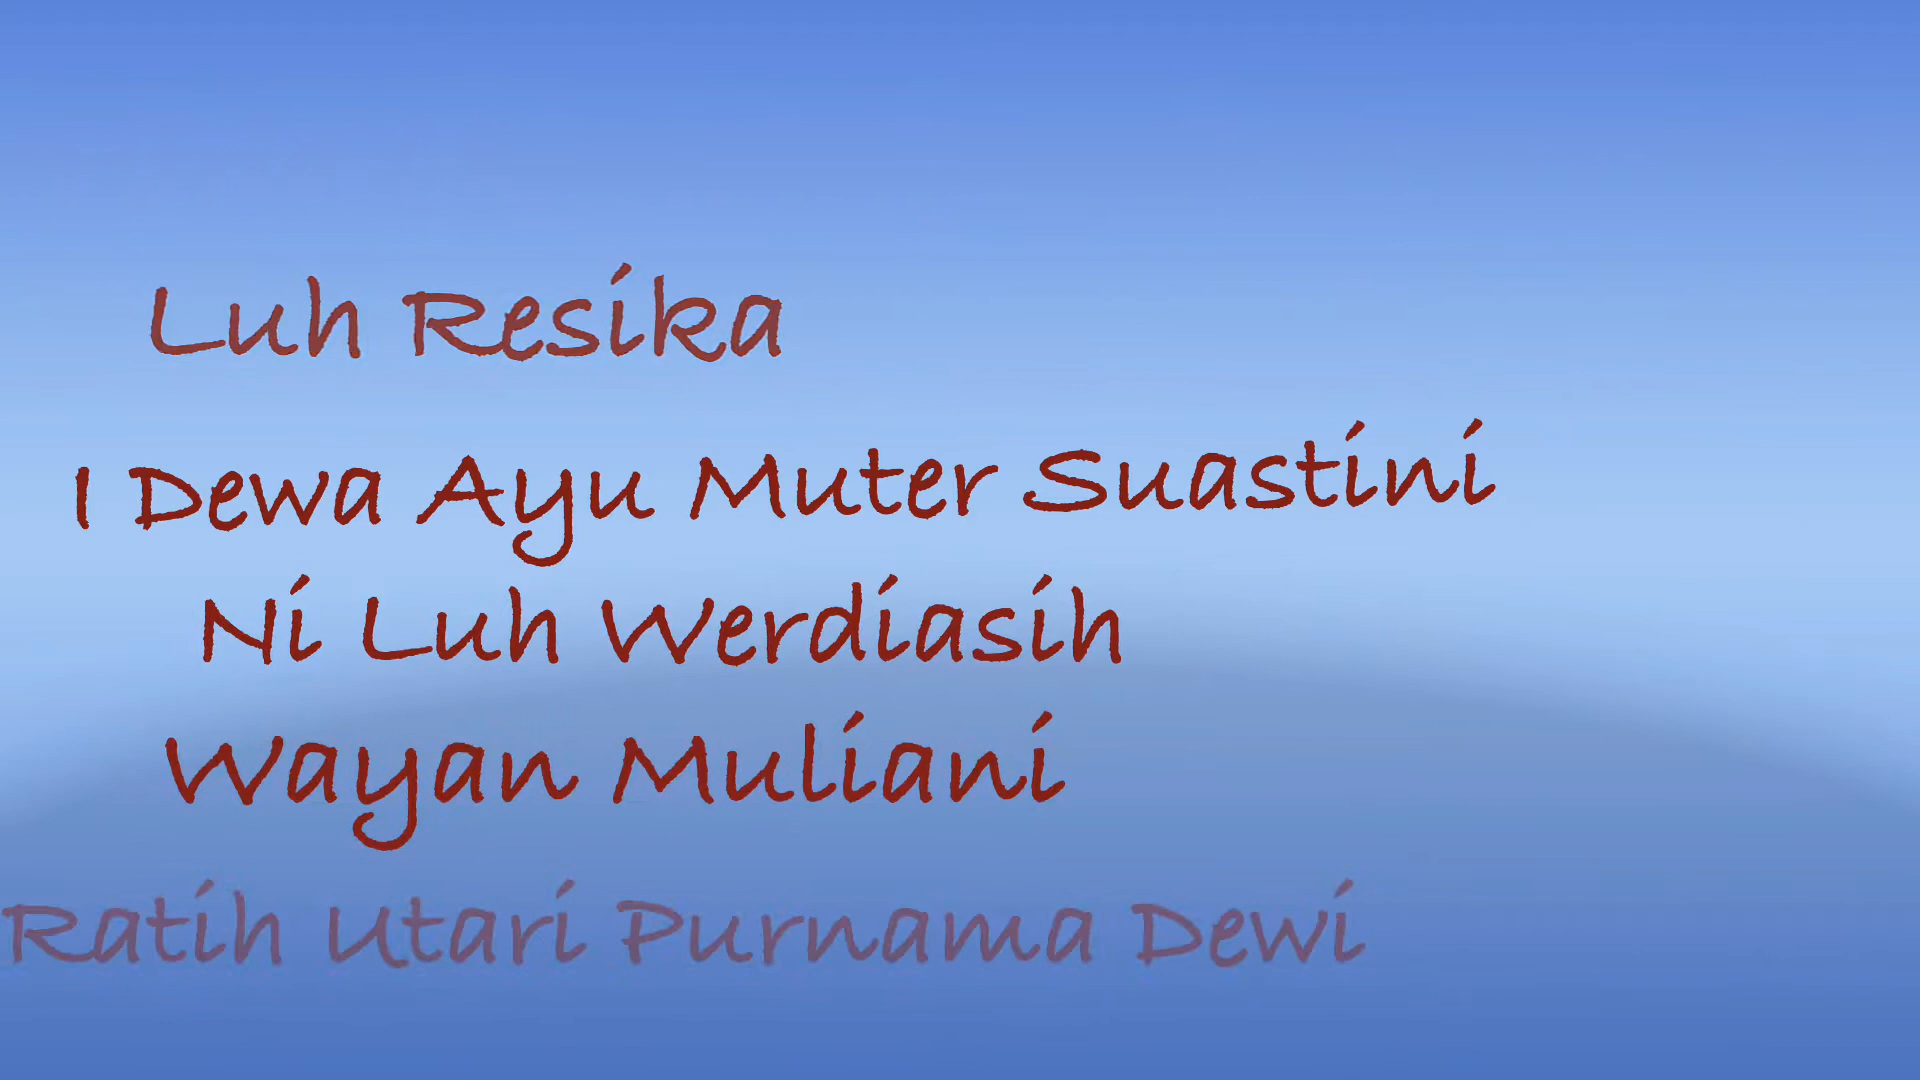 Luh Resika
I Dewa Ayu Muter Suastini
Ni Luh Werdiasih
Wayan Muliani
Ratih Utari Purnama Dewi